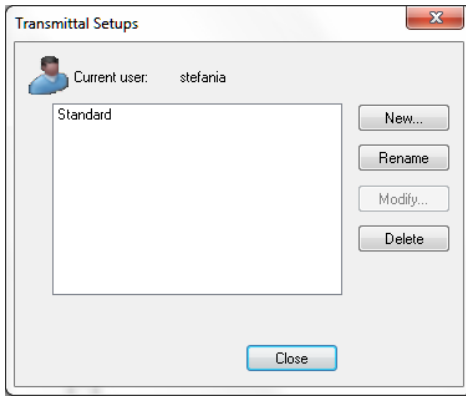 Transmittal Setups
Current user: stefania
Standard
New...
Rename
Modify...
Delete
Close